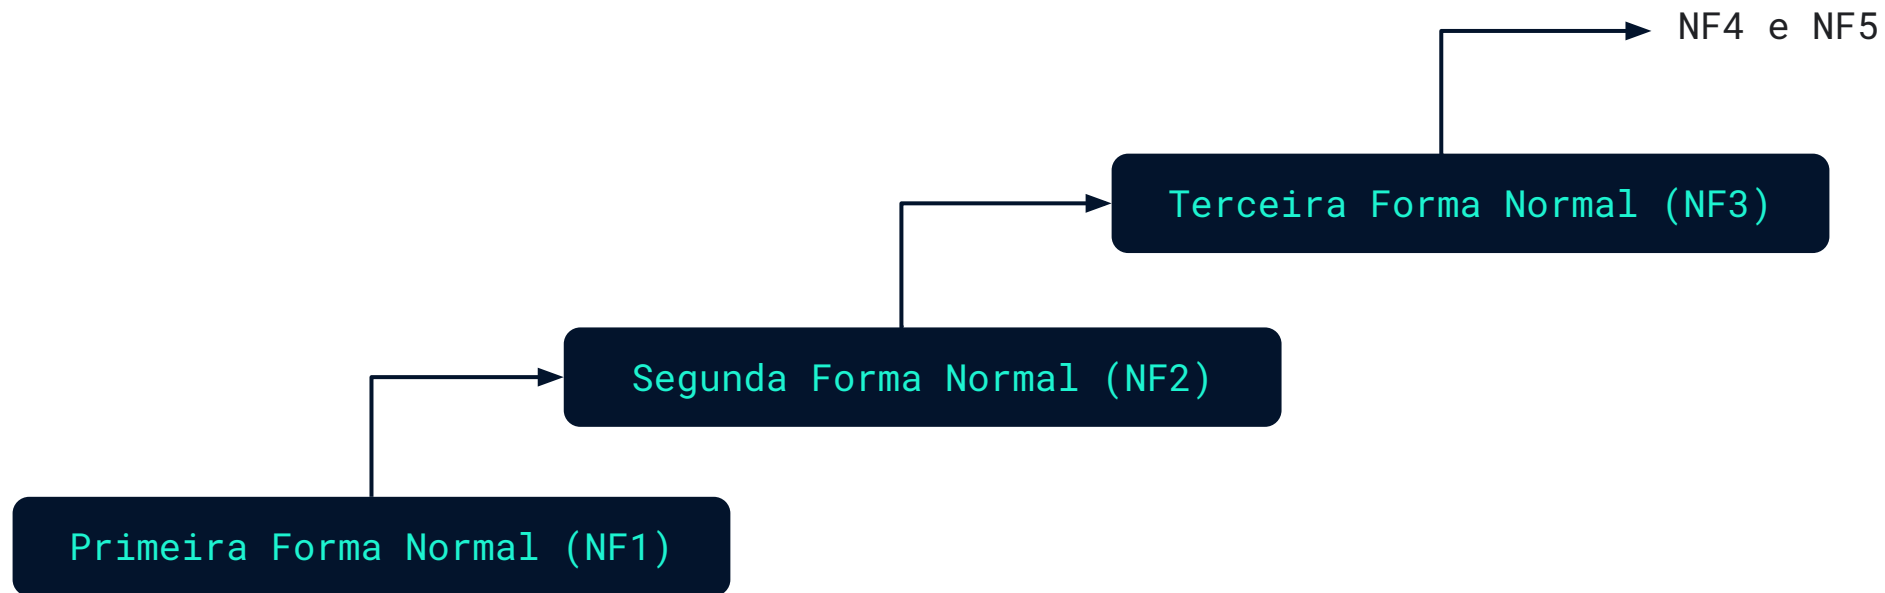 NF4 e NF5
Terceira Forma Normal (NF3)
Segunda Forma Normal (NF2)
Primeira Forma Normal (NF1)